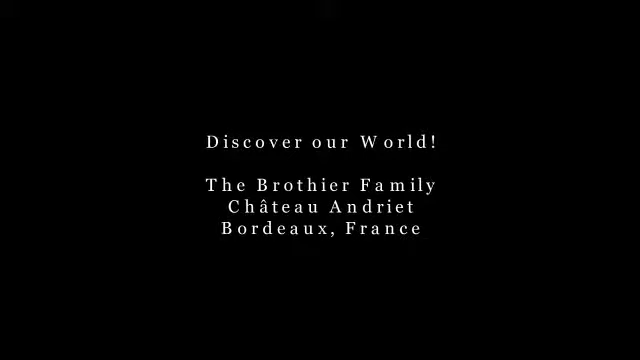 Discover our World!
The Brothier Family
Château Andriet
Bordeaux, France